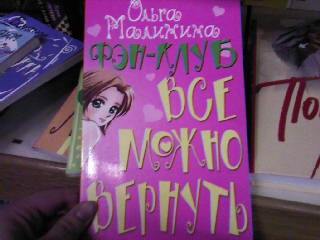 Ольга
Малинина
ФЭН-КЛУБ
ВСЕ
МОЖНО
ВЕРНУТЬ